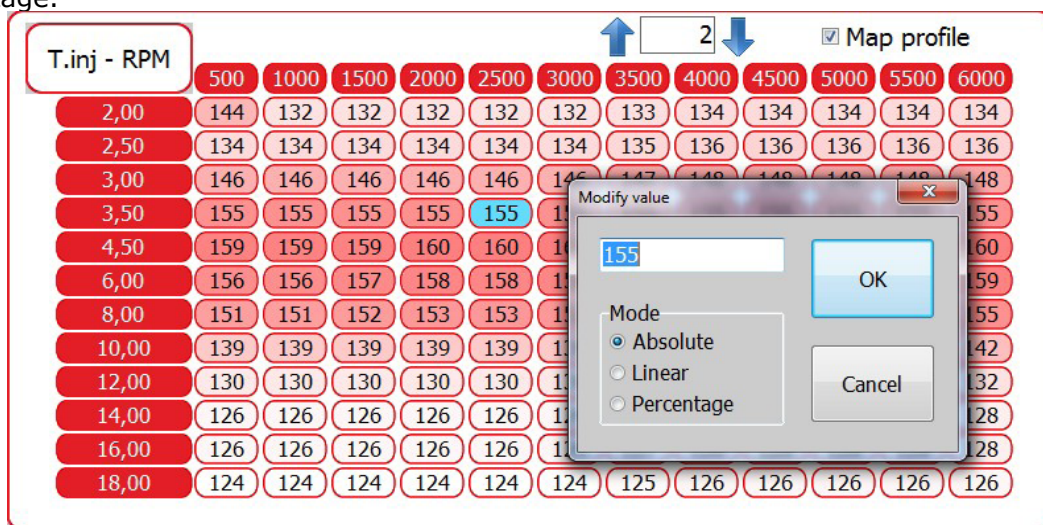 age.
2 Map profile
T.inj - RPM
500 1000 1500 2000 2500 3000 3500 4000 4500 5000 5500 6000
2,00 144 132 132 132 132 132 133 134 134 134 134 134
2,50 134 134 134 134 134 134 135 136 136 136 136 136
3,00 146 146 146 146 146 146 147 148 148 148 148 148
3,50 155 155 155 155 155 155
4,50 159 159 159 160 160 160
6,00 156 156 157 158 158 159
8,00 151 151 152 153 153 155
10,00 139 139 139 139 139 142
12,00 130 130 130 130 130 132
14,00 126 126 126 126 126 128
16,00 126 126 126 126 126 128
18,00 124 124 124 124 124 124 125 126 126 126 126 126
Modify value
155
OK
Mode
Absolute
Linear
Percentage
Cancel